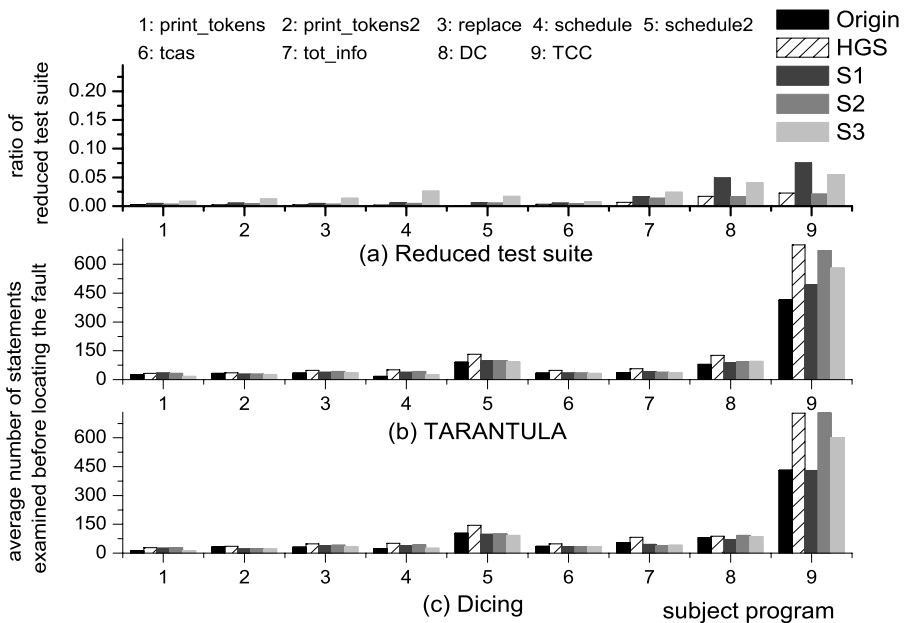 1: print_tokens 2: print_tokens2 3: replace 4: schedule 5: schedule2
6: tcas 7: tot_info 8: DC 9: TCC
Origin
HGS
S1
S2
S3
ratio of
reduced test suite
0.20
0.15
0.10
0.05
0.00
1 2 3 4 5 6 7 8 9
(a) Reduced test suite
average number of statements
examined before locating the fault
600
450
300
150
0
1 2 3 4 5 6 7 8 9
(b) TARANTULA
600
450
300
150
0
1 2 3 4 5 6 7 8 9
(c) Dicing
subject program